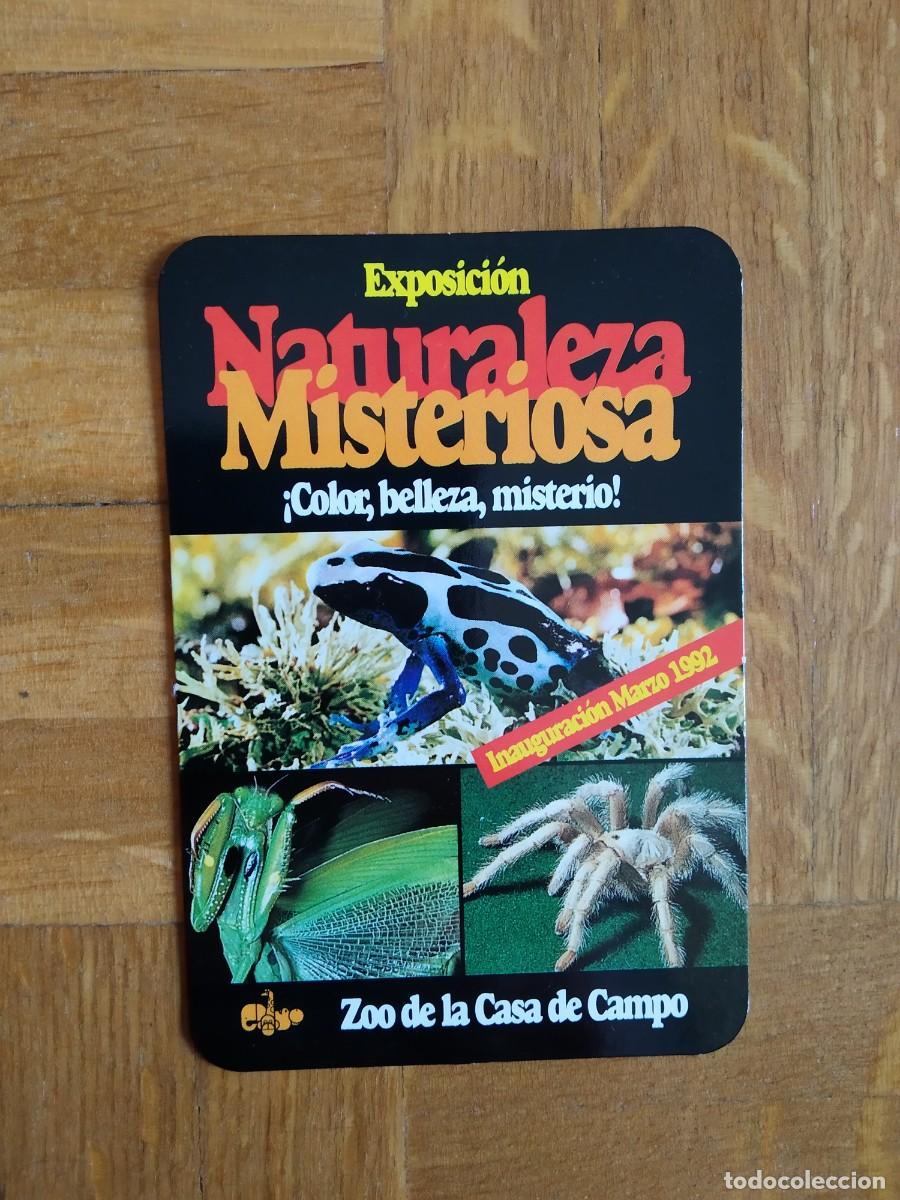 Exposición
Naturaleza
Misteriosa
¡Color, belleza, misterio!
Inauguración Marzo 1992
Zoo de la Casa de Campo
todocoleccion